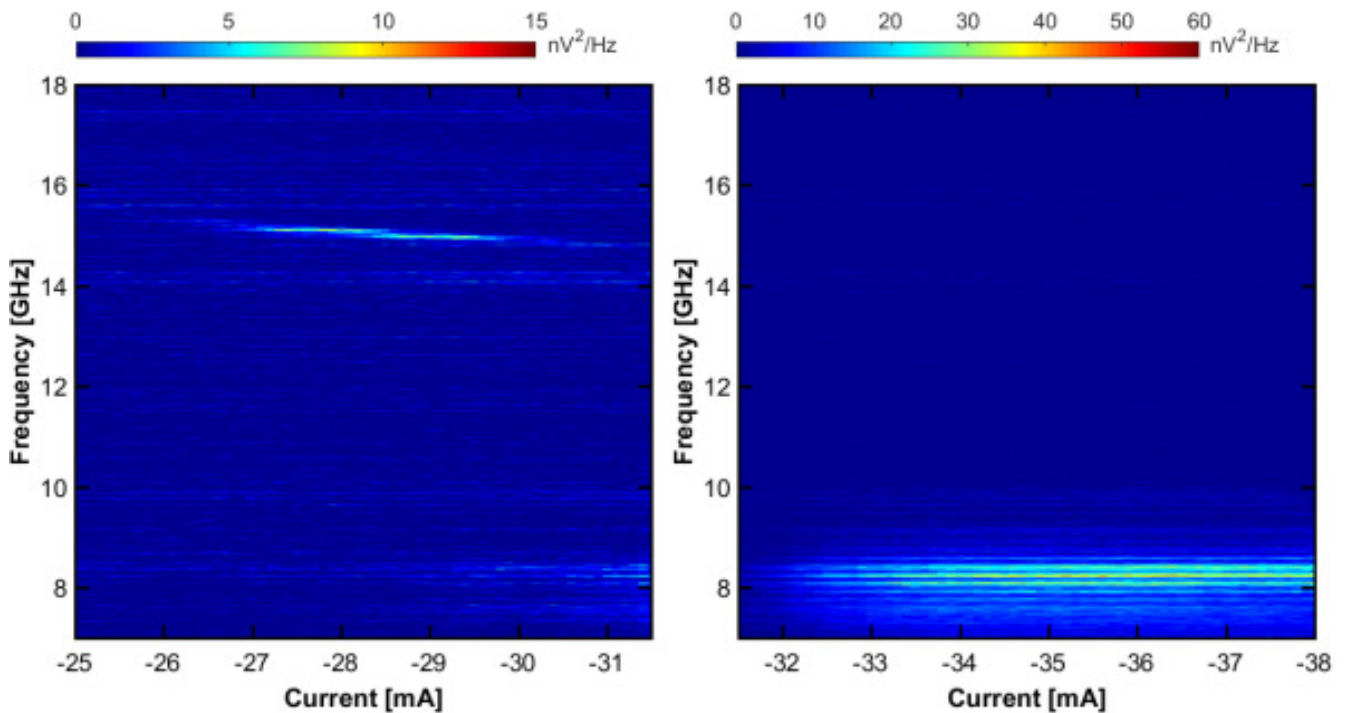 0 5 10 15
nV²/Hz
0 10 20 30 40 50 60
nV²/Hz
Frequency [GHz]
18
16
14
12
10
8
-25 -26 -27 -28 -29 -30 -31
Current [mA]
Frequency [GHz]
18
16
14
12
10
8
-32 -33 -34 -35 -36 -37 -38
Current [mA]